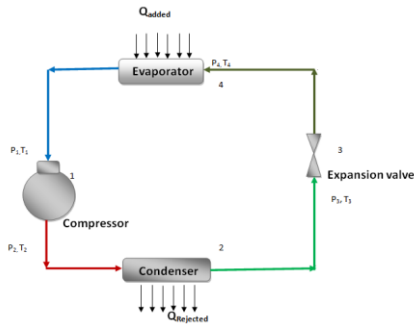 Qadded
Evaporator
P4,T4
4
P1,T1
1
3
Expansion valve
P3, T3
Compressor
P2,T2
2
Condenser
QRejected